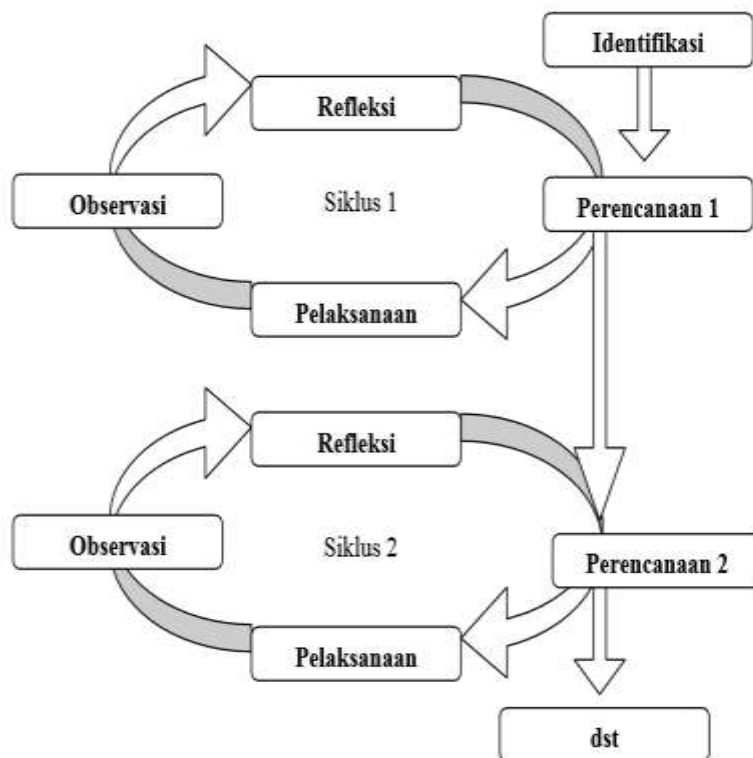 Identifikasi
Refleksi
Observasi
Siklus 1
Perencanaan 1
Pelaksanaan
Refleksi
Observasi
Siklus 2
Perencanaan 2
Pelaksanaan
dst